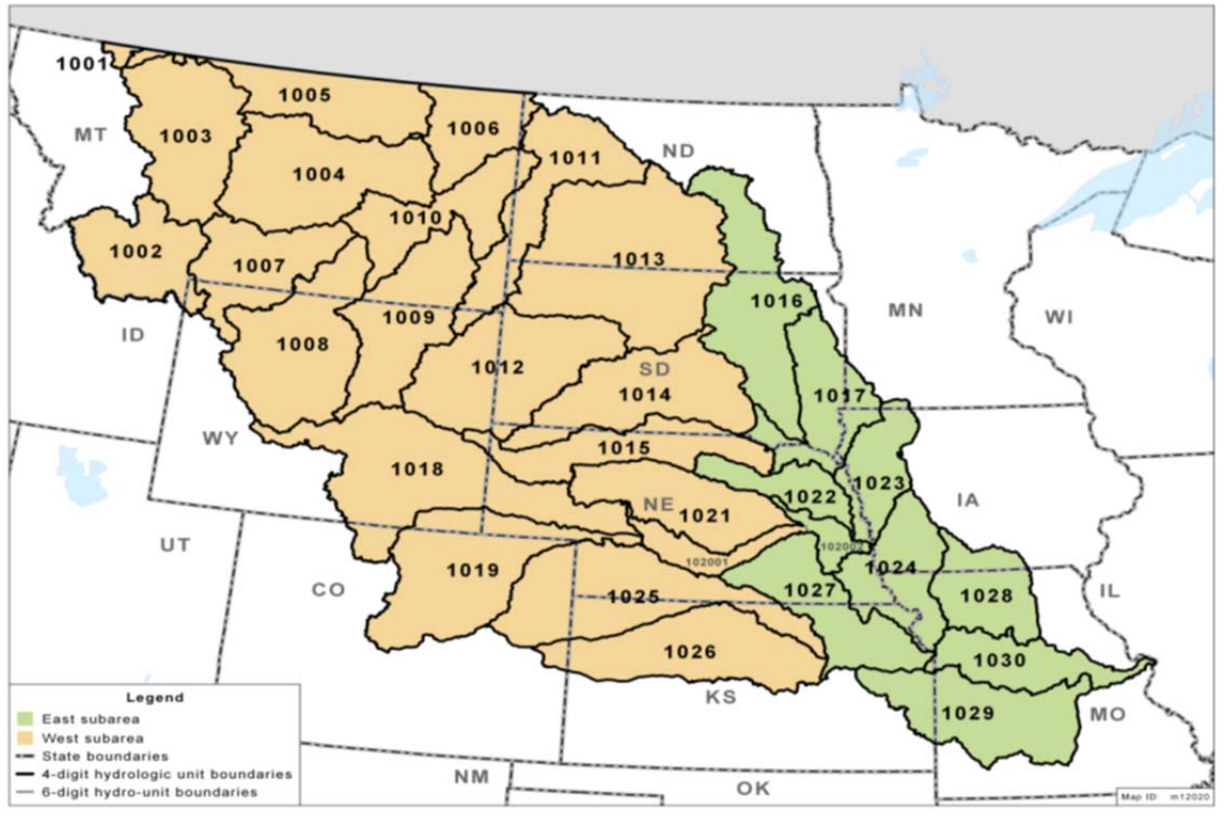 1001
1005
1006
MT
1003
1011
ND
1004
1010
1002
1007
1013
1016
ID
1008
1009
MN
WI
1012
SD
1014
1017
WY
1015
1018
1023
NE
1022
IA
1021
UT
102002
1019
102001
1024
CO
1025
1027
1028
IL
1026
1030
KS
1029
MO
NM
OK
Legend
East subarea
West subarea
State boundaries
4-digit hydrologic unit boundaries
6-digit hydro-unit boundaries
Map ID: m12020